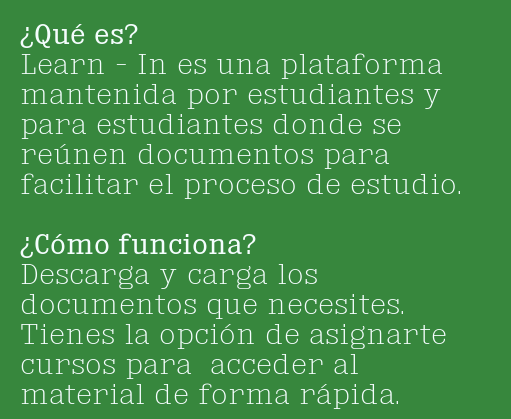 ¿Qué es?
Learn - In es una plataforma
mantenida por estudiantes y
para estudiantes donde se
reúnen documentos para
facilitar el proceso de estudio.
¿Cómo funciona?
Descarga y carga los
documentos que necesites.
Tienes la opción de asignarte
cursos para  acceder al
material de forma rápida.